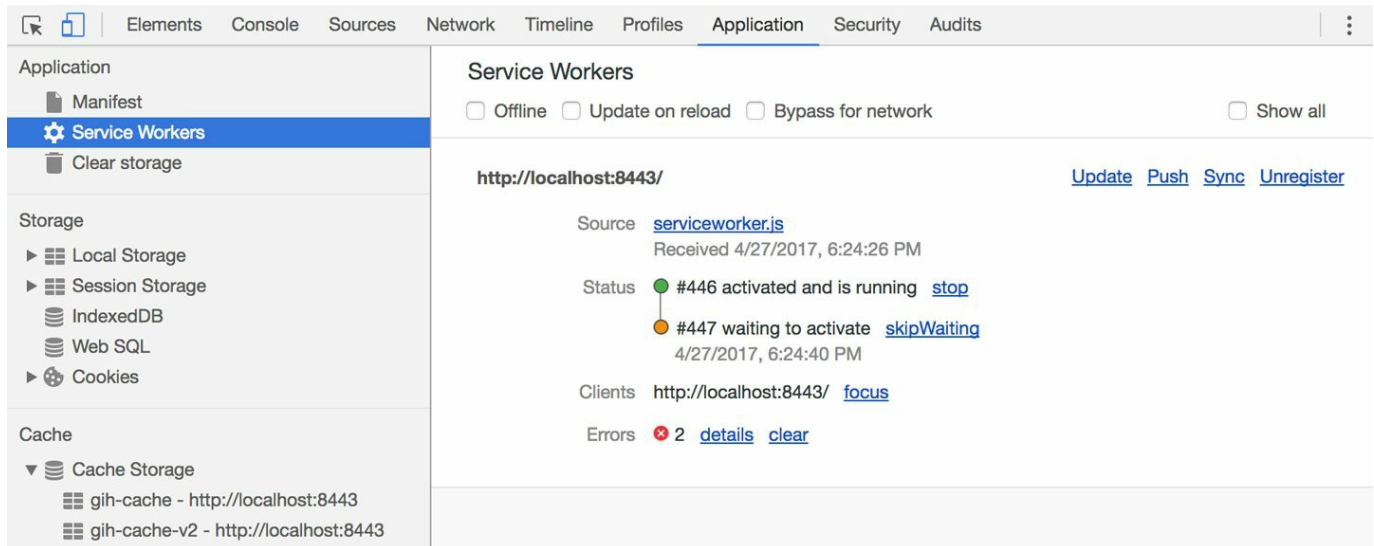 Elements Console Sources Network Timeline Profiles Application Security Audits
Application
Manifest
Service Workers
Clear storage
Storage
Local Storage
Session Storage
IndexedDB
Web SQL
Cookies
Cache
Cache Storage
gih-cache - http://localhost:8443
gih-cache-v2 - http://localhost:8443
Service Workers
Offline Update on reload Bypass for network Show all
http://localhost:8443/ Update Push Sync Unregister
Source serviceworker.js
Received 4/27/2017, 6:24:26 PM
Status #446 activated and is running stop
#447 waiting to activate skipWaiting
4/27/2017, 6:24:40 PM
Clients http://localhost:8443/ focus
Errors 2 details clear